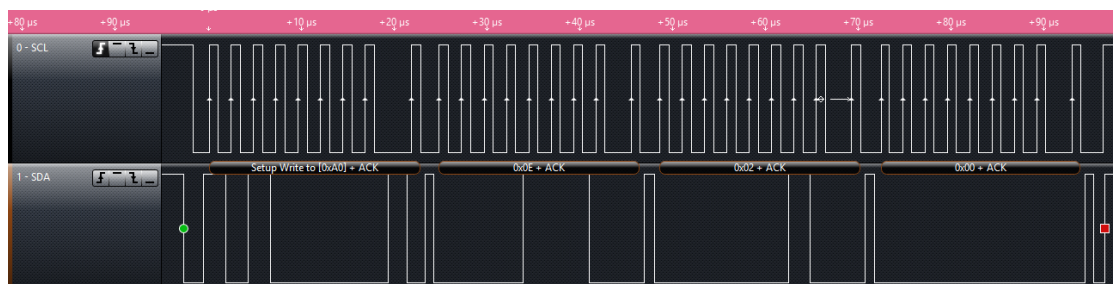 +80 µs +90 µs +10 µs +20 µs +30 µs +40 µs +50 µs +60 µs +70 µs +80 µs +90 µs
0 - SCL
Setup Write to [0xA0] + ACK 0x0E + ACK 0x02 + ACK 0x00 + ACK
1 - SDA